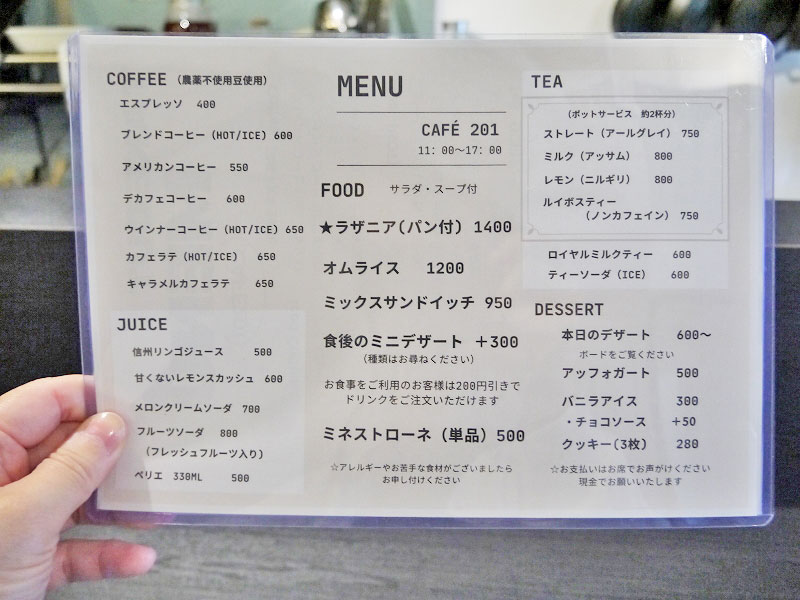 COFFEE（農薬不使用豆使用）
エスプレッソ 400
ブレンドコーヒー（HOT/ICE）600
アメリカンコーヒー 550
デカフェコーヒー 600
ウインナーコーヒー（HOT/ICE）650
カフェラテ（HOT/ICE） 650
キャラメルカフェラテ 650
JUICE
信州リンゴジュース 500
甘くないレモンスカッシュ 600
メロンクリームソーダ 700
フルーツソーダ 800
（フレッシュフルーツ入り）
ペリエ 330ML 500
MENU
CAFÉ 201
11：00～17：00
FOOD サラダ・スープ付
★ラザニア（パン付） 1400
オムライス 1200
ミックスサンドイッチ 950
食後のミニデザート ＋300
（種類はお尋ねください）
お食事をご利用のお客様は200円引きで
ドリンクをご注文いただけます
ミネストローネ（単品）500
☆アレルギーやお苦手な食材がございましたら
お申し付けください
TEA
（ポットサービス 約2杯分）
ストレート（アールグレイ） 750
ミルク（アッサム） 800
レモン（ニルギリ） 800
ルイボスティー
（ノンカフェイン） 750
ロイヤルミルクティー 600
ティーソーダ（ICE） 600
DESSERT
本日のデザート 600～
ボードをご覧ください
アッフォガート 500
バニラアイス 300
・チョコソース +50
クッキー（3枚） 280
☆お支払いはお席でお声がけください
現金でお願いいたします